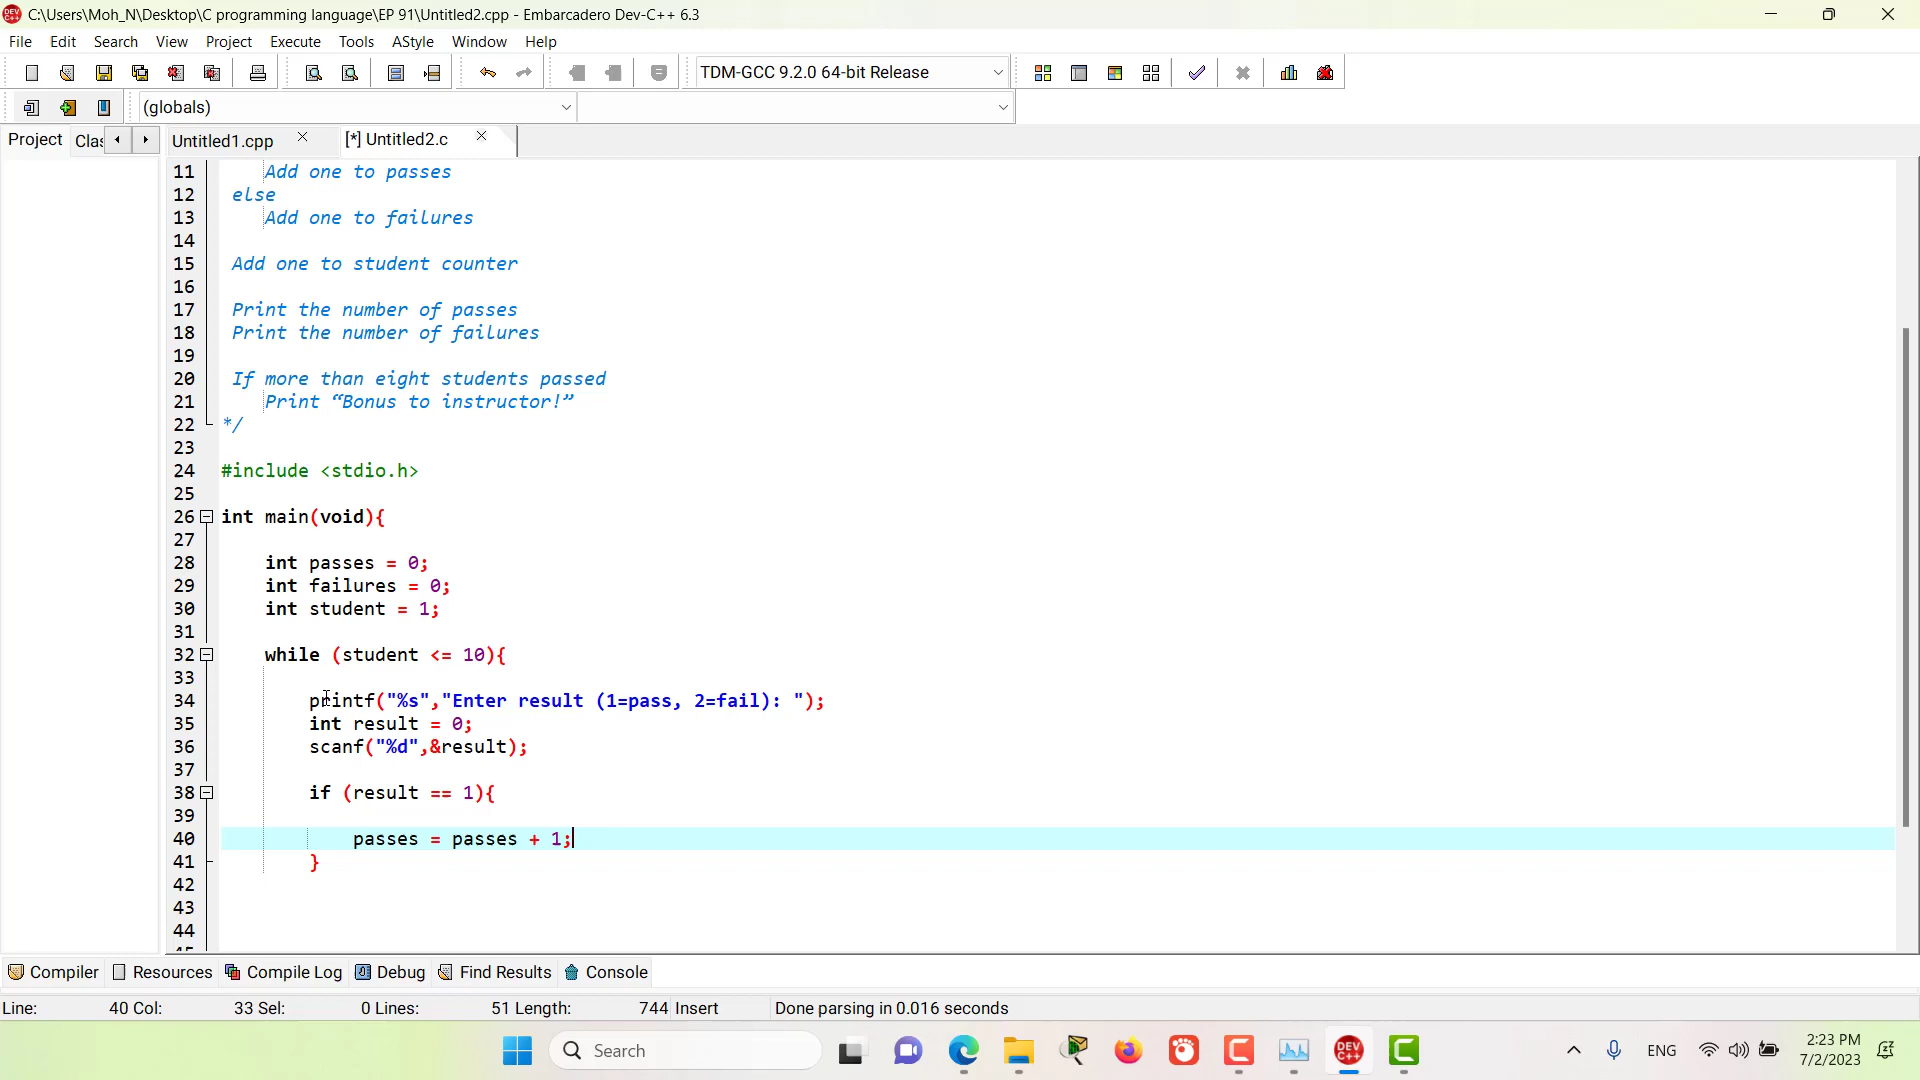 C:\Users\Moh_N\Desktop\C programming language\EP 91\Untitled2.cpp - Embarcadero Dev-C++ 6.3
File Edit Search View Project Execute Tools AStyle Window Help
TDM-GCC 9.2.0 64-bit Release
(globals)
Project Clas Untitled1.cpp [*] Untitled2.c
11 Add one to passes
12 else
13 Add one to failures
14
15 Add one to student counter
16
17 Print the number of passes
18 Print the number of failures
19
20 If more than eight students passed
21 Print “Bonus to instructor!”
22 */
23
24 #include <stdio.h>
25
26 int main(void){
27
28 int passes = 0;
29 int failures = 0;
30 int student = 1;
31
32 while (student <= 10){
33
34 printf("%s","Enter result (1=pass, 2=fail): ");
35 int result = 0;
36 scanf("%d",&result);
37
38 if (result == 1){
39
40 passes = passes + 1;
41 }
42
43
44
45
Compiler Resources Compile Log Debug Find Results Console
Line: 40 Col: 33 Sel: 0 Lines: 51 Length: 744 Insert Done parsing in 0.016 seconds
Search
DEV C++
ENG
2:23 PM
7/2/2023